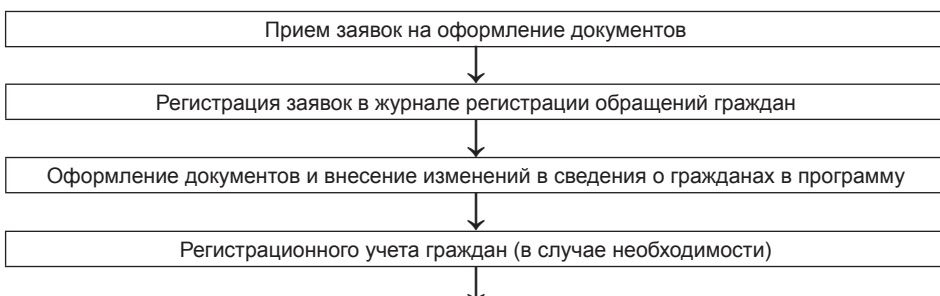 Прием заявок на оформление документов
Регистрация заявок в журнале регистрации обращений граждан
Оформление документов и внесение изменений в сведения о гражданах в программу
Регистрационного учета граждан (в случае необходимости)